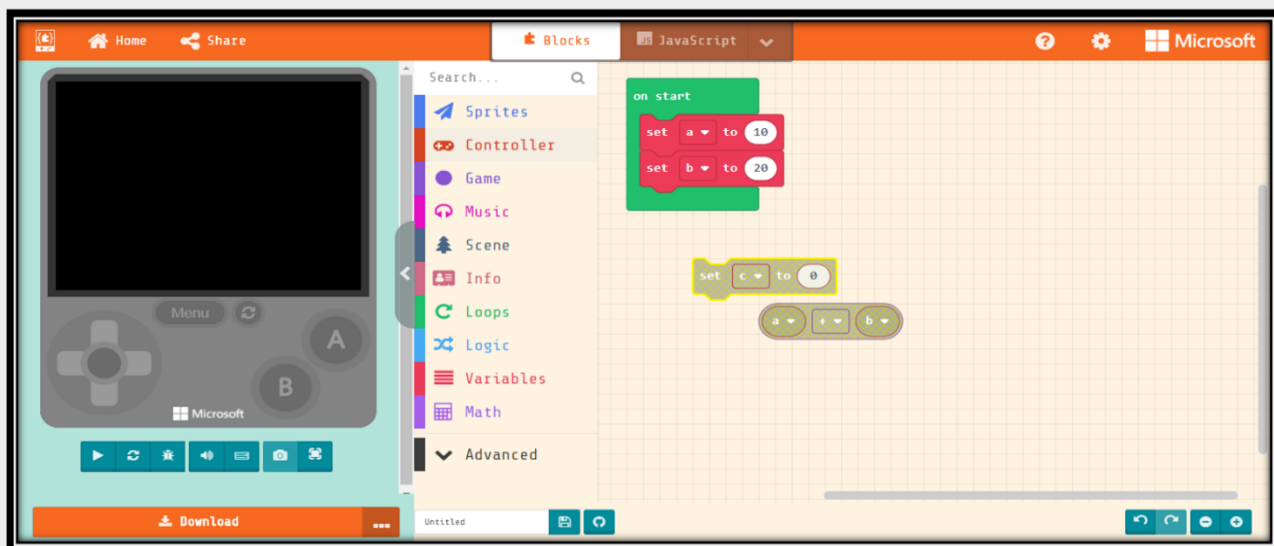 Home
Share
Blocks
JS JavaScript
?
Microsoft
Search...
Sprites
Controller
Game
Music
Scene
Info
Loops
Logic
Variables
Math
Advanced
Menu
A
B
Microsoft
Download
...
Untitled
on start
set a to 10
set b to 20
set c to 0
a + b